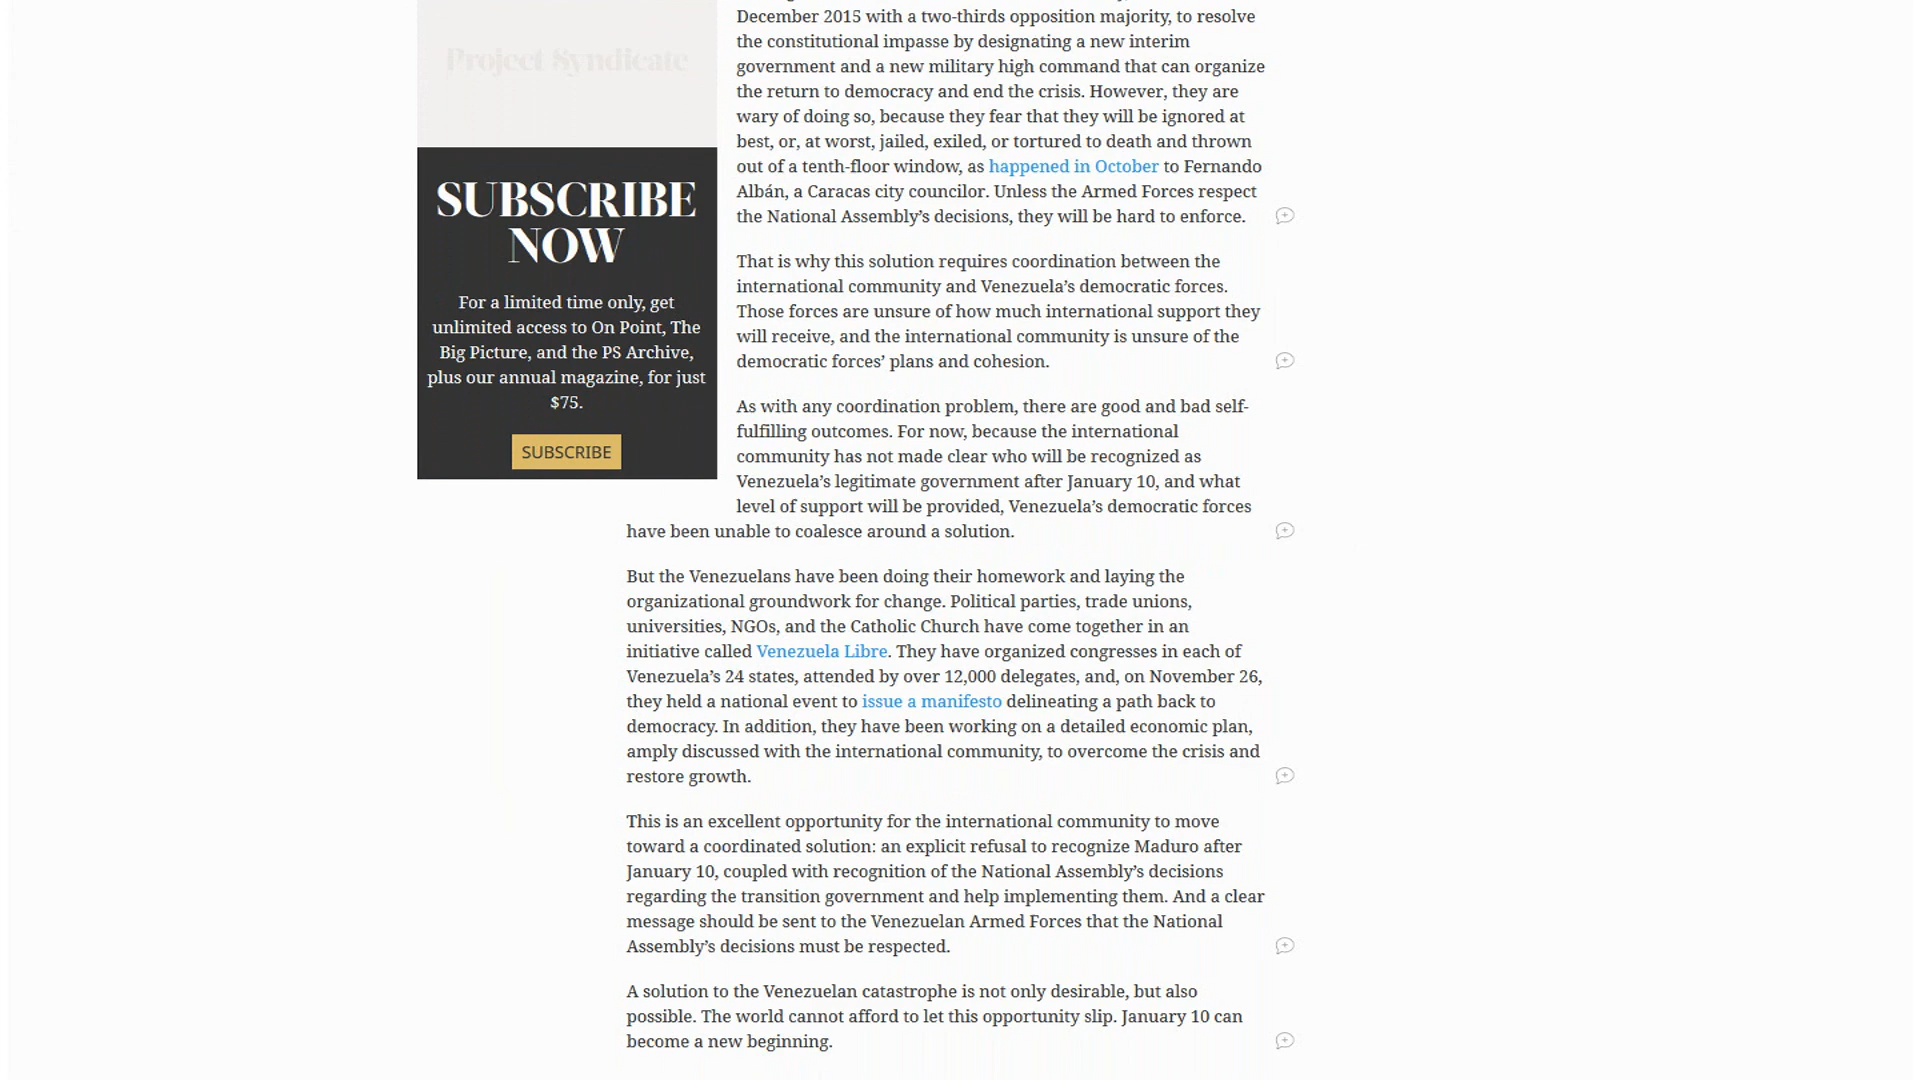 Project Syndicate
SUBSCRIBE
NOW
For a limited time only, get
unlimited access to On Point, The
Big Picture, and the PS Archive,
plus our annual magazine, for just
$75.
SUBSCRIBE
December 2015 with a two-thirds opposition majority, to resolve
the constitutional impasse by designating a new interim
government and a new military high command that can organize
the return to democracy and end the crisis. However, they are
wary of doing so, because they fear that they will be ignored at
best, or, at worst, jailed, exiled, or tortured to death and thrown
out of a tenth-floor window, as happened in October to Fernando
Albán, a Caracas city councilor. Unless the Armed Forces respect
the National Assembly’s decisions, they will be hard to enforce.
That is why this solution requires coordination between the
international community and Venezuela’s democratic forces.
Those forces are unsure of how much international support they
will receive, and the international community is unsure of the
democratic forces’ plans and cohesion.
As with any coordination problem, there are good and bad self-
fulfilling outcomes. For now, because the international
community has not made clear who will be recognized as
Venezuela’s legitimate government after January 10, and what
level of support will be provided, Venezuela’s democratic forces
have been unable to coalesce around a solution.
But the Venezuelans have been doing their homework and laying the
organizational groundwork for change. Political parties, trade unions,
universities, NGOs, and the Catholic Church have come together in an
initiative called Venezuela Libre. They have organized congresses in each of
Venezuela’s 24 states, attended by over 12,000 delegates, and, on November 26,
they held a national event to issue a manifesto delineating a path back to
democracy. In addition, they have been working on a detailed economic plan,
amply discussed with the international community, to overcome the crisis and
restore growth.
This is an excellent opportunity for the international community to move
toward a coordinated solution: an explicit refusal to recognize Maduro after
January 10, coupled with recognition of the National Assembly’s decisions
regarding the transition government and help implementing them. And a clear
message should be sent to the Venezuelan Armed Forces that the National
Assembly’s decisions must be respected.
A solution to the Venezuelan catastrophe is not only desirable, but also
possible. The world cannot afford to let this opportunity slip. January 10 can
become a new beginning.